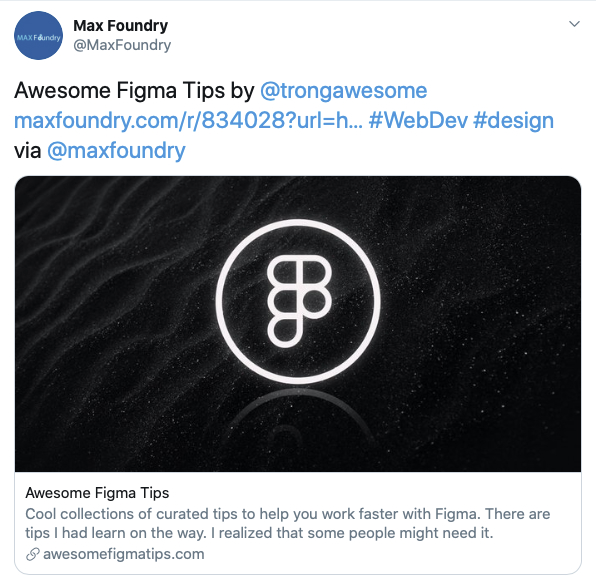 MAX Foundry
Max Foundry
@MaxFoundry
Awesome Figma Tips by @trongawesome
maxfoundry.com/r/834028?url=h... #WebDev #design
via @maxfoundry
Awesome Figma Tips
Cool collections of curated tips to help you work faster with Figma. There are
tips I had learn on the way. I realized that some people might need it.
awesomefigmatips.com